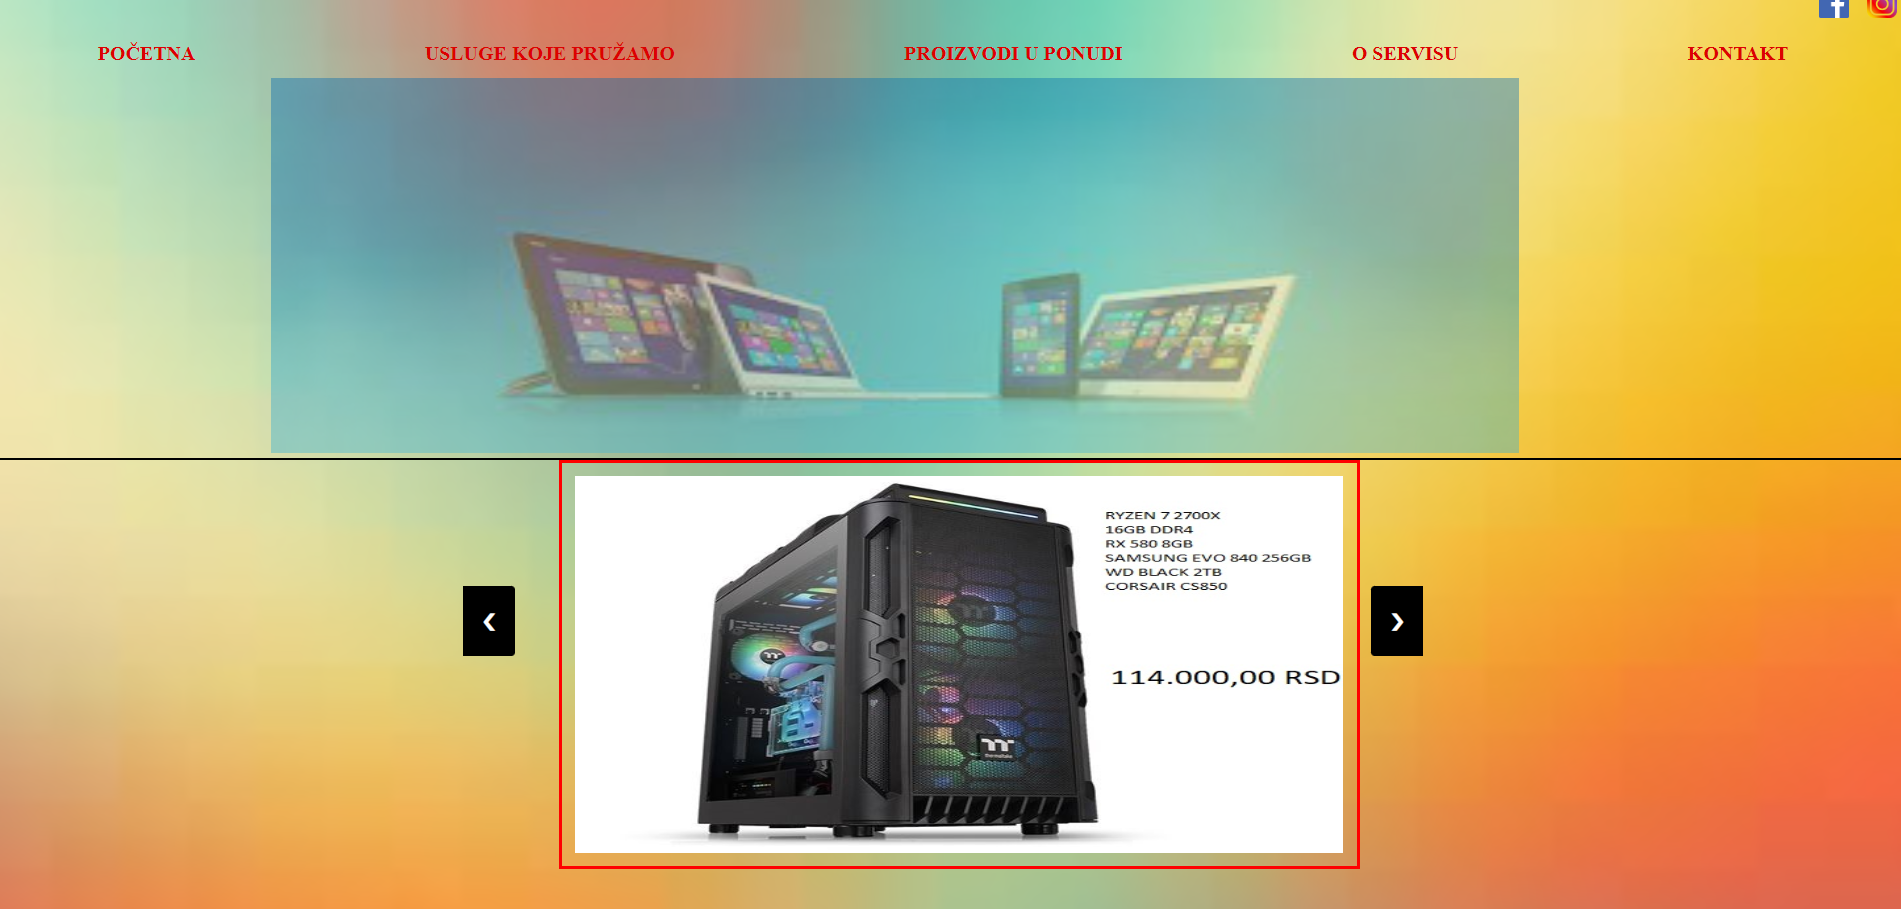 POČETNA
USLUGE KOJE PRUŽAMO
PROIZVODI U PONUDI
O SERVISU
KONTAKT
RYZEN 7 2700X
16GB DDR4
RX 580 8GB
SAMSUNG EVO 840 256GB
WD BLACK 2TB
CORSAIR CS850
114.000,00 RSD